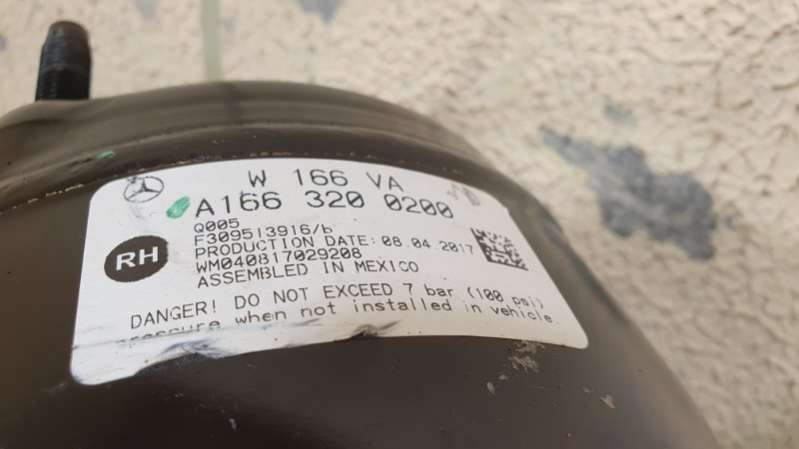 W 166 VA
A166 320 0200
Q005
F309513916/b
PRODUCTION DATE: 08.04.2017
WM040817029208
ASSEMBLED IN MEXICO
RH
DANGER! DO NOT EXCEED 7 bar (100 psi)
pressure when not installed in vehicle.